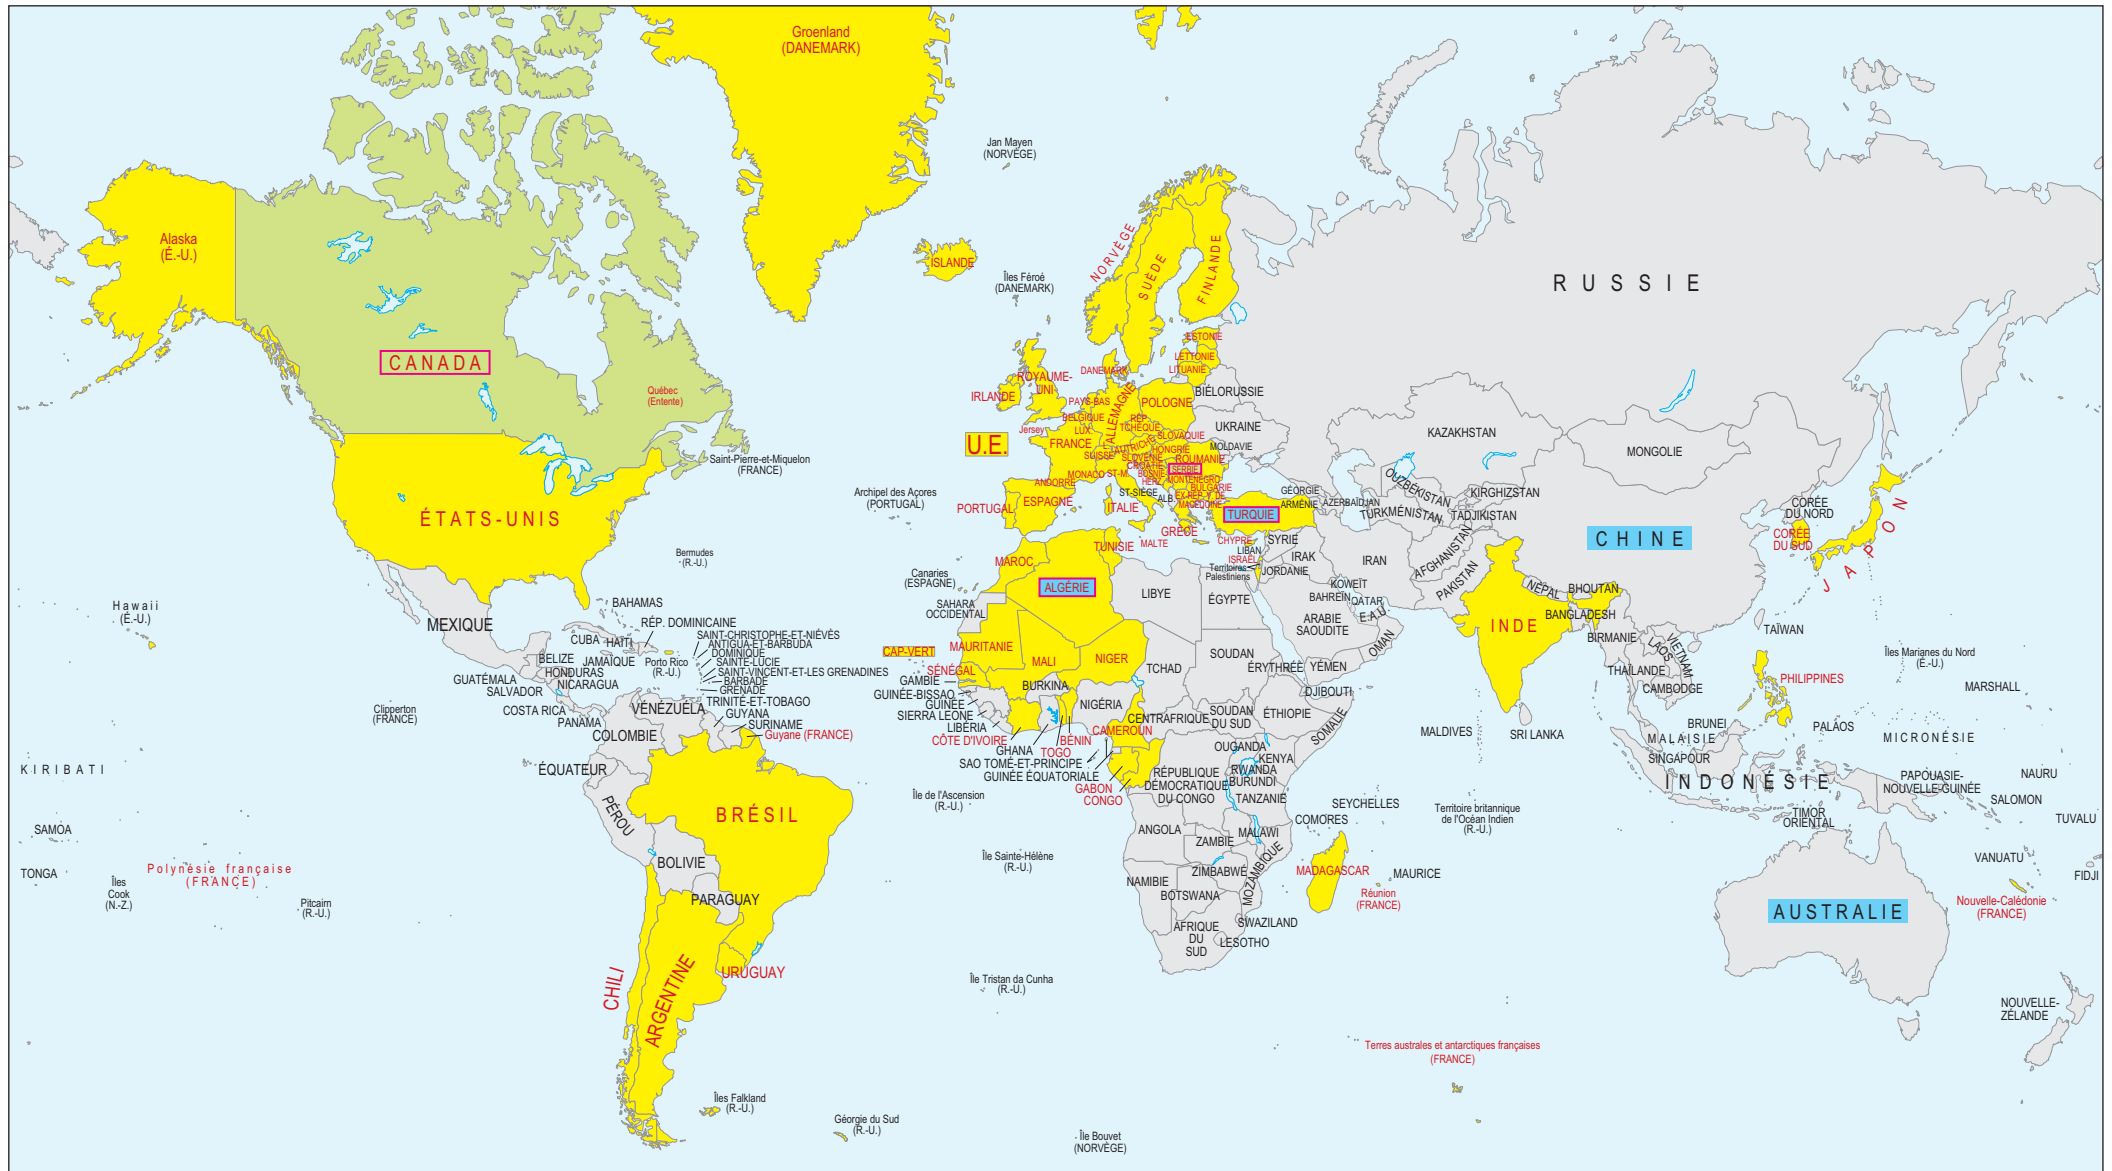 Groenland
(DANEMARK)
Jan Mayen
(NORVÈGE)
Alaska
(É.-U.)
ISLANDE
Îles Féroé
(DANEMARK)
NORVÈGE
SUÈDE
FINLANDE
RUSSIE
CANADA
Québec
(Entente)
ESTONIE
LETTONIE
LITUANIE
DANEMARK
ROYAUME-
UNI
IRLANDE
PAYS-BAS
ALLEMAGNE
POLOGNE
BIÉLORUSSIE
BELGIQUE
LUX.
RÉP.
TCHÈQUE
UKRAINE
Jersey
U.E.
FRANCE
SLOVAQUIE
AUTRICHE
SUISSE
HONGRIE
MOLDAVIE
SLOVÉNIE
ROUMANIE
CROATIE
SERBIE
BOSNIE
HERZ.
MONTÉNÉGRO
MONACO
ST-M.
ANDORRE
BULGARIE
ST-SIÈGE
ALB.
EX-RÉP. Y. DE
MACÉDOINE
ITALIE
PORTUGAL
ESPAGNE
GRÈCE
MALTE
TURQUIE
CHYPRE
GÉORGIE
ARMÉNIE
AZERBAÏDJAN
KAZAKHSTAN
OUZBÉKISTAN
TURKMÉNISTAN
KIRGHIZSTAN
TADJIKISTAN
MONGOLIE
CHINE
CORÉE
DU NORD
CORÉE
DU SUD
JAPON
Saint-Pierre-et-Miquelon
(FRANCE)
Archipel des Açores
(PORTUGAL)
ÉTATS-UNIS
Bermudes
(R.-U.)
Canaries
(ESPAGNE)
MAROC
TUNISIE
ALGÉRIE
LIBYE
ÉGYPTE
SYRIE
LIBAN
ISRAËL
Territoires
Palestiniens
JORDANIE
IRAK
IRAN
KOWEÏT
BAHREÏN
QATAR
E.A.U
ARABIE
SAOUDITE
OMAN
YÉMEN
AFGHANISTAN
PAKISTAN
NÉPAL
BHOUTAN
BANGLADESH
INDE
BIRMANIE
LAOS
VIETNAM
THAÏLANDE
CAMBODGE
TAÏWAN
Îles Marianes du Nord
(É.-U.)
PHILIPPINES
MARSHALL
PALAOS
MICRONÉSIE
BRUNEI
MALAISIE
SINGAPOUR
INDONÉSIE
SRI LANKA
MALDIVES
Hawaii
(É.-U.)
MEXIQUE
BAHAMAS
CUBA
HAÏTI
RÉP. DOMINICAINE
JAMAÏQUE
Porto Rico
(R.-U.)
SAINT-CHRISTOPHE-ET-NIÉVÈS
ANTIGUA-ET-BARBUDA
DOMINIQUE
SAINTE-LUCIE
SAINT-VINCENT-ET-LES GRENADINES
BARBADE
GRENADE
TRINITÉ-ET-TOBAGO
BELIZE
HONDURAS
GUATÉMALA
SALVADOR
NICARAGUA
COSTA RICA
PANAMA
Clipperton
(FRANCE)
VÉNÉZUÉLA
GUYANA
SURINAME
Guyane (FRANCE)
COLOMBIE
ÉQUATEUR
PÉROU
BRÉSIL
BOLIVIE
PARAGUAY
CHILI
ARGENTINE
URUGUAY
SAHARA
OCCIDENTAL
CAP-VERT
MAURITANIE
MALI
NIGER
TCHAD
SOUDAN
ÉRYTHRÉE
SÉNÉGAL
GAMBIE
GUINÉE-BISSAO
GUINÉE
SIERRA LEONE
LIBÉRIA
CÔTE D'IVOIRE
BURKINA
GHANA
TOGO
BÉNIN
NIGÉRIA
CAMEROUN
CENTRAFRIQUE
SOUDAN
DU SUD
ÉTHIOPIE
DJIBOUTI
SOMALIE
SAO TOMÉ-ET-PRINCIPE
GUINÉE ÉQUATORIALE
GABON
CONGO
RÉPUBLIQUE
DÉMOCRATIQUE
DU CONGO
OUGANDA
KENYA
RWANDA
BURUNDI
TANZANIE
ANGOLA
ZAMBIE
MALAWI
MOZAMBIQUE
ZIMBABWÉ
NAMIBIE
BOTSWANA
AFRIQUE
DU
SUD
SWAZILAND
LESOTHO
SEYCHELLES
COMORES
MADAGASCAR
MAURICE
Réunion
(FRANCE)
Territoire britannique
de l'Océan Indien
(R.-U.)
Île de l'Ascension
(R.-U.)
Île Sainte-Hélène
(R.-U.)
Île Tristan da Cunha
(R.-U.)
KIRIBATI
SAMOA
TONGA
Îles
Cook
(N.-Z.)
Polynésie française
(FRANCE)
Pitcairn
(R.-U.)
PAPOUASIE-
NOUVELLE-GUINÉE
TIMOR
ORIENTAL
NAURU
SALOMON
TUVALU
VANUATU
FIDJI
Nouvelle-Calédonie
(FRANCE)
AUSTRALIE
NOUVELLE-
ZÉLANDE
Terres australes et antarctiques françaises
(FRANCE)
Îles Falkland
(R.-U.)
Géorgie du Sud
(R.-U.)
Île Bouvet
(NORVÈGE)